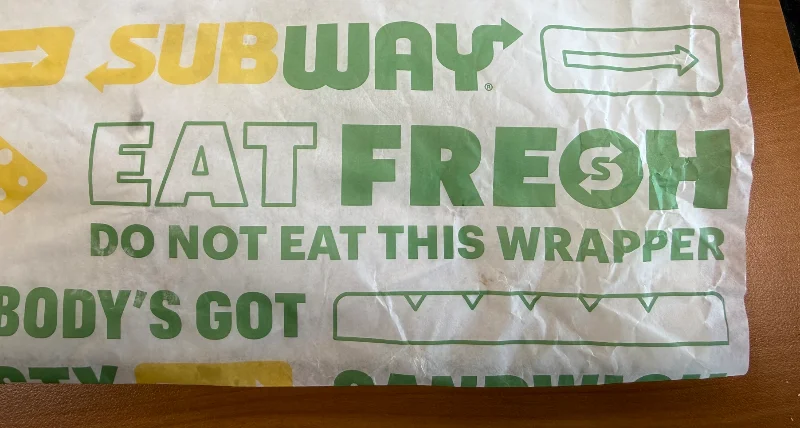 SUBWAY®
EAT FRESH
DO NOT EAT THIS WRAPPER
BODY'S GOT